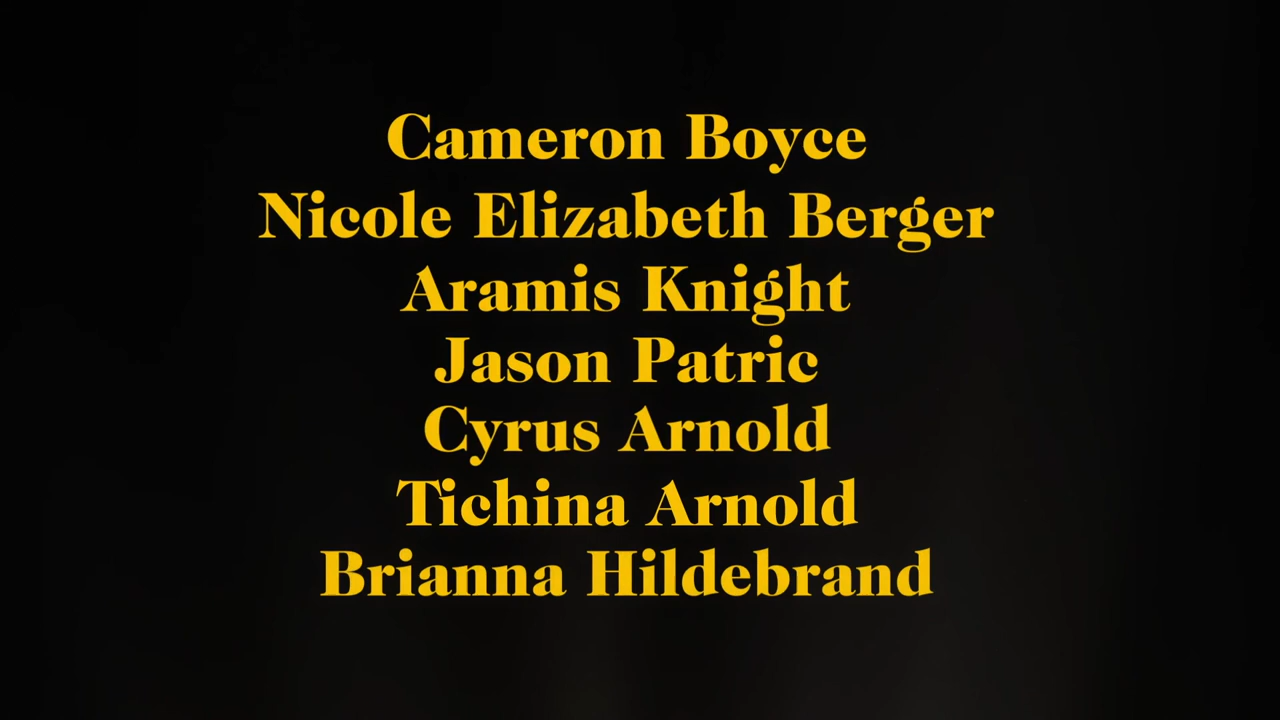 Cameron Boyce
Nicole Elizabeth Berger
Aramis Knight
Jason Patric
Cyrus Arnold
Tichina Arnold
Brianna Hildebrand